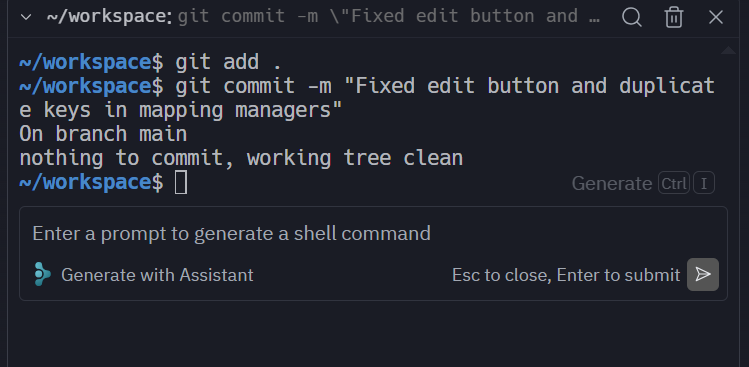 ~/workspace: git commit -m \"Fixed edit button and …
~/workspace$ git add .
~/workspace$ git commit -m "Fixed edit button and duplicat
e keys in mapping managers"
On branch main
nothing to commit, working tree clean
~/workspace$
Generate Ctrl I
Enter a prompt to generate a shell command
Generate with Assistant
Esc to close, Enter to submit